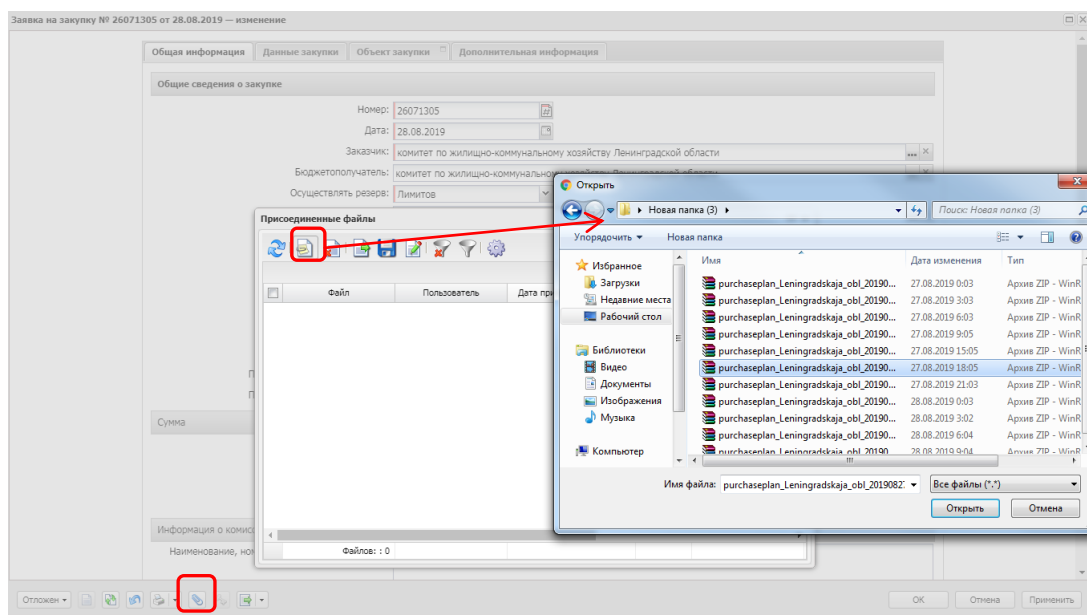 Заявка на закупку № 26071305 от 28.08.2019 — изменение
Общая информация Данные закупки Объект закупки Дополнительная информация
Общие сведения о закупке
Номер: 26071305
Дата: 28.08.2019
Заказчик: комитет по жилищно-коммунальному хозяйству Ленинградской области
Бюджетополучатель: комитет по жилищно-коммунальному хозяйству Ленинградской области
Осуществлять резерв: Лимитов
Сумма
Информация о комисс
Наименование, ном
Присоединенные файлы
Файл Пользователь Дата при
Файлов: : 0
Открыть
Новая папка (3)
Поиск: Новая папка (3)
Упорядочить Новая папка
Избранное
Загрузки
Недавние места
Рабочий стол
Библиотеки
Видео
Документы
Изображения
Музыка
Компьютер
Имя Дата изменения Тип
purchaseplan_Leningradskaja_obl_20190... 27.08.2019 0:03 Архив ZIP - WinR
purchaseplan_Leningradskaja_obl_20190... 27.08.2019 3:03 Архив ZIP - WinR
purchaseplan_Leningradskaja_obl_20190... 27.08.2019 6:03 Архив ZIP - WinR
purchaseplan_Leningradskaja_obl_20190... 27.08.2019 9:05 Архив ZIP - WinR
purchaseplan_Leningradskaja_obl_20190... 27.08.2019 15:05 Архив ZIP - WinR
purchaseplan_Leningradskaja_obl_20190... 27.08.2019 18:05 Архив ZIP - WinR
purchaseplan_Leningradskaja_obl_20190... 27.08.2019 21:03 Архив ZIP - WinR
purchaseplan_Leningradskaja_obl_20190... 28.08.2019 0:03 Архив ZIP - WinR
purchaseplan_Leningradskaja_obl_20190... 28.08.2019 3:02 Архив ZIP - WinR
purchaseplan_Leningradskaja_obl_20190... 28.08.2019 6:04 Архив ZIP - WinR
purchaseplan_Leningradskaja_obl_20190... 28.08.2019 9:04 Архив ZIP - WinR
Имя файла: purchaseplan_Leningradskaja_obl_2019082 Все файлы (*.*)
Открыть Отмена
Отложен ОК Отмена Применить